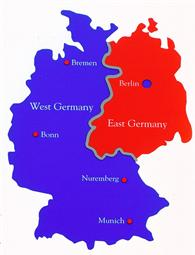 Bremen
Berlin
West Germany
East Germany
Bonn
Nuremberg
Munich